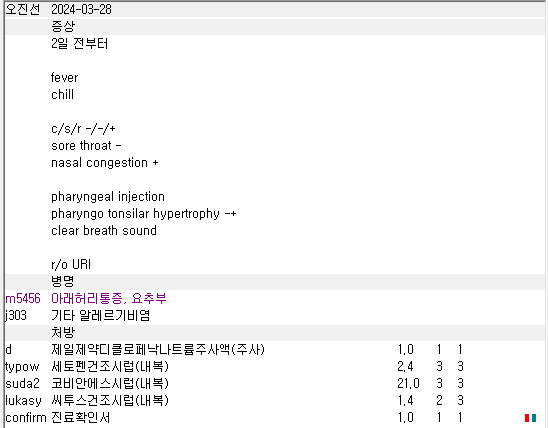 오진선 2024-03-28
증상
2일 전부터
fever
chill
c/s/r -/-/+
sore throat -
nasal congestion +
pharyngeal injection
pharyngo tonsilar hypertrophy -+
clear breath sound
r/o URI
병명
m5456 아래허리통증, 요추부
j303 기타 알레르기비염
처방
d 제일제약디클로페낙나트륨주사액(주사) 1.0 1 1
typow 세토펜건조시럽(내복) 2.4 3 3
suda2 코비안에스시럽(내복) 21.0 3 3
lukasy 씨투스건조시럽(내복) 1.4 2 3
confirm 진료확인서 1.0 1 1